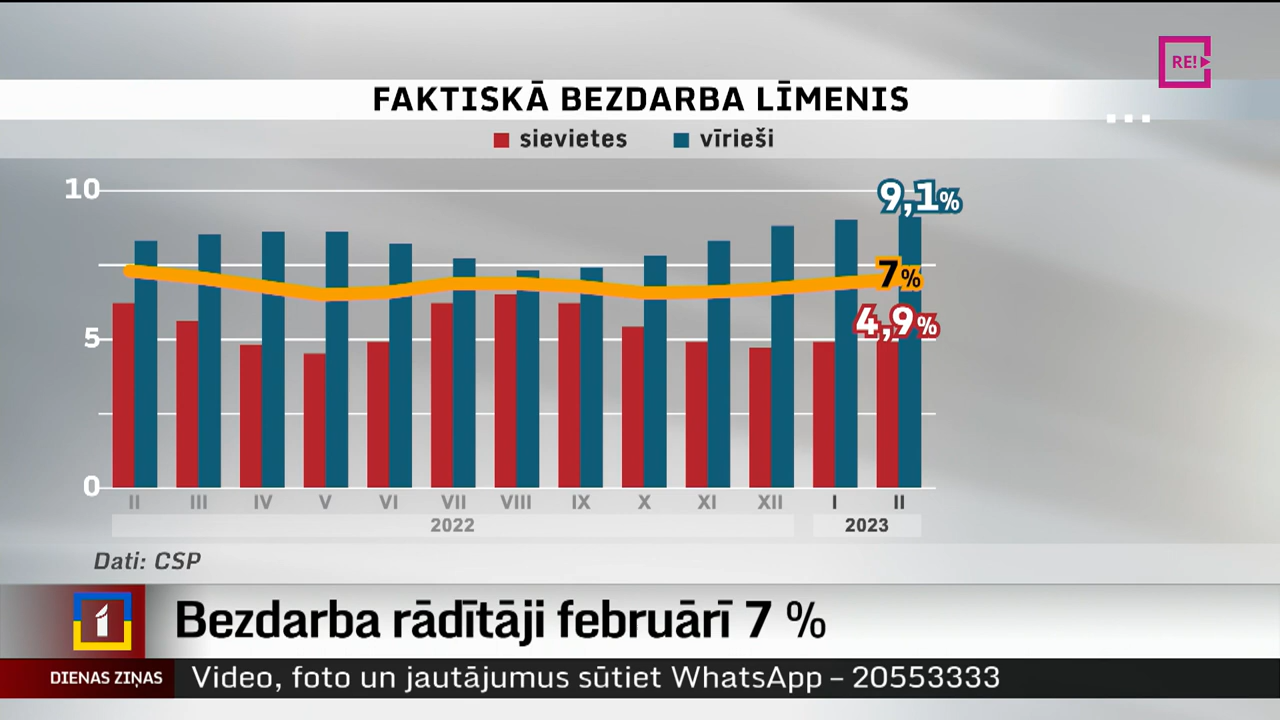 RE!
FAKTISKĀ BEZDARBA LĪMENIS
sievietes vīrieši
10
9,1%
7%
4,9%
5
0
II III IV V VI VII VIII IX X XI XII I II
2022 2023
Dati: CSP
1 Bezdarba rādītāji februārī 7 %
DIENAS ZIŅAS Video, foto un jautājumus sūtiet WhatsApp – 20553333